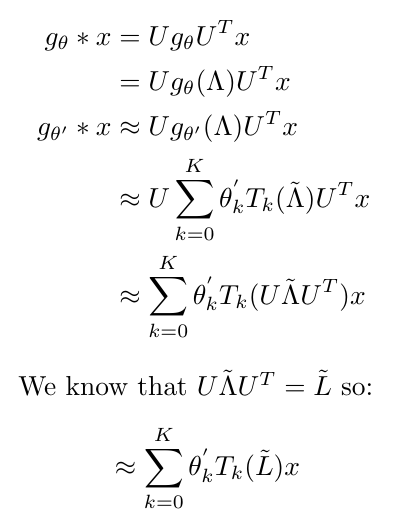 g_θ ∗ x = U g_θ U^T x
= U g_θ(Λ) U^T x
g_θ′ ∗ x ≈ U g_θ′(Λ) U^T x
≈ U ∑_{k=0}^{K} θ′_k T_k(Λ̃) U^T x
≈ ∑_{k=0}^{K} θ′_k T_k(U Λ̃ U^T) x
We know that U Λ̃ U^T = L̃ so:
≈ ∑_{k=0}^{K} θ′_k T_k(L̃) x